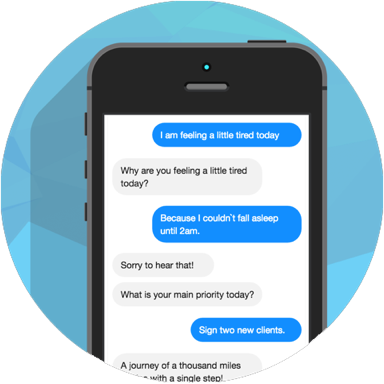 I am feeling a little tired today
Why are you feeling a little tired
today?
Because I couldn`t fall asleep
until 2am.
Sorry to hear that!
What is your main priority today?
Sign two new clients.
A journey of a thousand miles
with a single step!